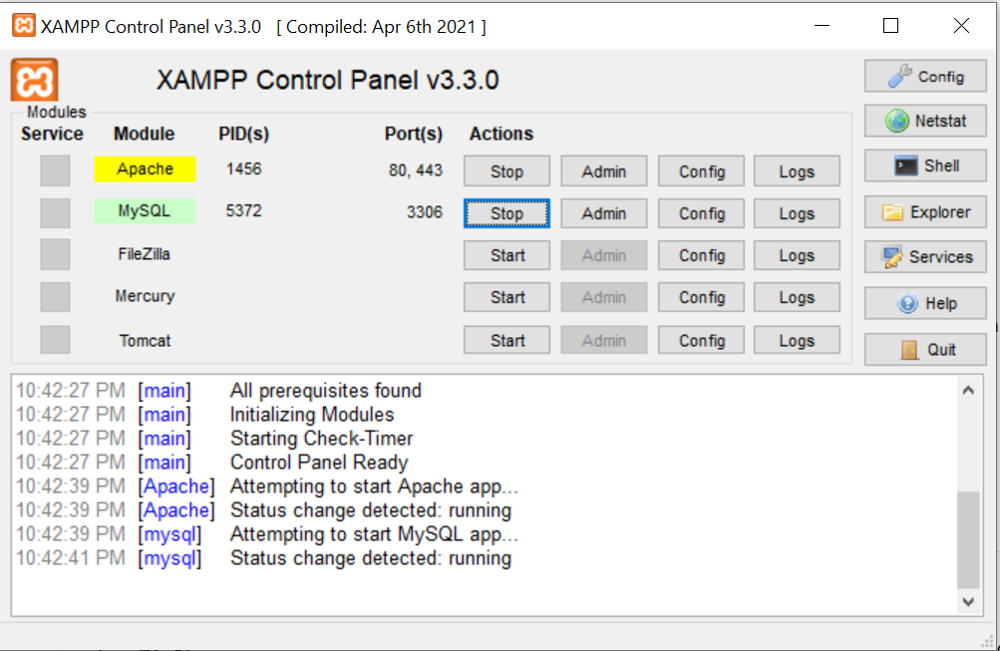 XAMPP Control Panel v3.3.0 [ Compiled: Apr 6th 2021 ]
XAMPP Control Panel v3.3.0
Config
Modules
Service Module PID(s) Port(s) Actions
Netstat
Apache 1456 80, 443 Stop Admin Config Logs
Shell
MySQL 5372 3306 Stop Admin Config Logs
Explorer
FileZilla Start Admin Config Logs
Services
Mercury Start Admin Config Logs
Help
Tomcat Start Admin Config Logs
Quit
10:42:27 PM [main] All prerequisites found
10:42:27 PM [main] Initializing Modules
10:42:27 PM [main] Starting Check-Timer
10:42:27 PM [main] Control Panel Ready
10:42:39 PM [Apache] Attempting to start Apache app...
10:42:39 PM [Apache] Status change detected: running
10:42:39 PM [mysql] Attempting to start MySQL app...
10:42:41 PM [mysql] Status change detected: running